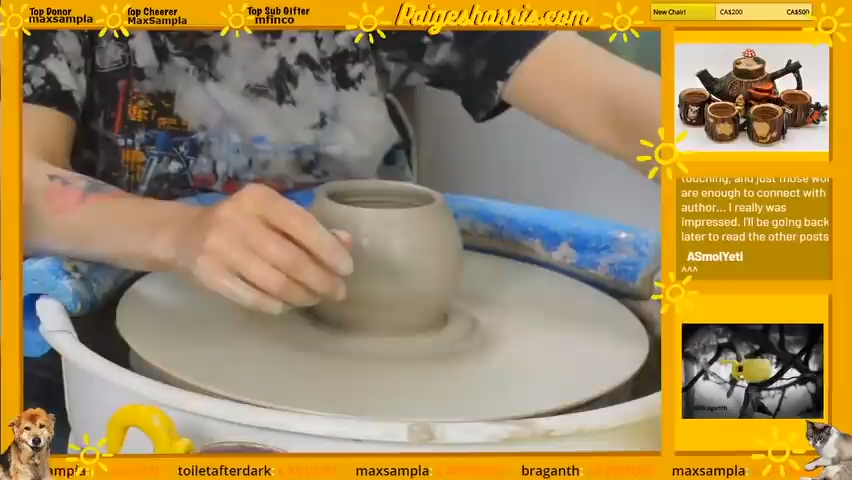 Top Donor
maxsampla
Top Cheerer
MaxSampla
Top Sub Gifter
mfinco
Paigesharris.com
New Chair!
CA$200
CA$500
touching, and just those wor
are enough to connect with
author... I really was
impressed. I'll be going back
later to read the other posts
ASmolYeti
^^^
ampla:
toiletafterdark:
maxsampla:
braganth:
maxsampla: